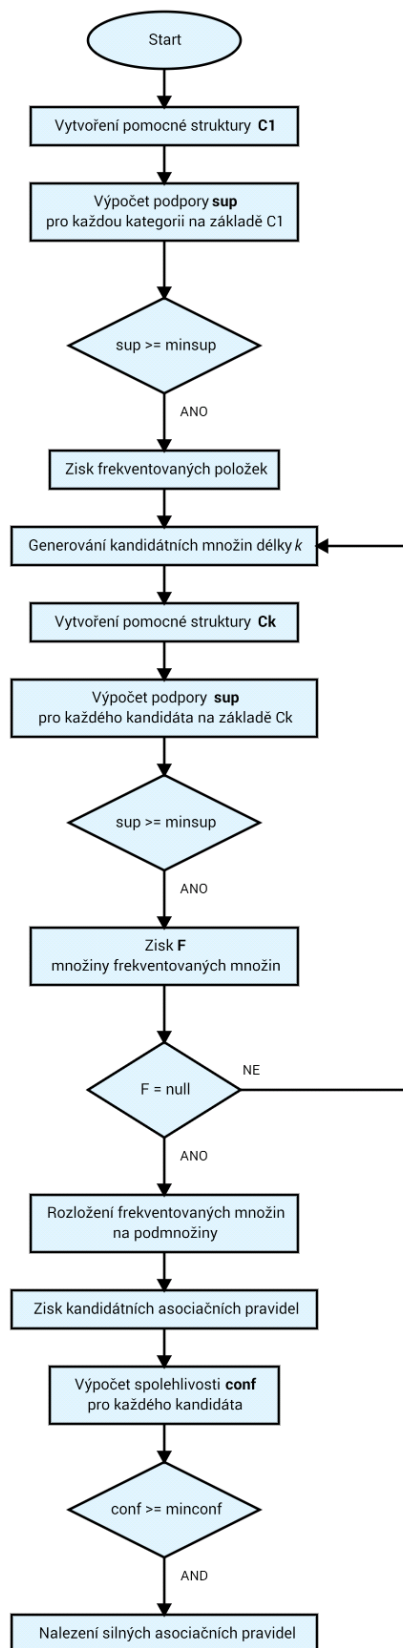 Start
Vytvoření pomocné struktury C1
Výpočet podpory sup
pro každou kategorii na základě C1
sup >= minsup
ANO
Zisk frekventovaných položek
Generování kandidátních množin délky k
Vytvoření pomocné struktury Ck
Výpočet podpory sup
pro každého kandidáta na základě Ck
sup >= minsup
ANO
Zisk F
množiny frekventovaných množin
F = null
NE
ANO
Rozložení frekventovaných množin
na podmnožiny
Zisk kandidátních asociačních pravidel
Výpočet spolehlivosti conf
pro každého kandidáta
conf >= minconf
AND
Nalezení silných asociačních pravidel